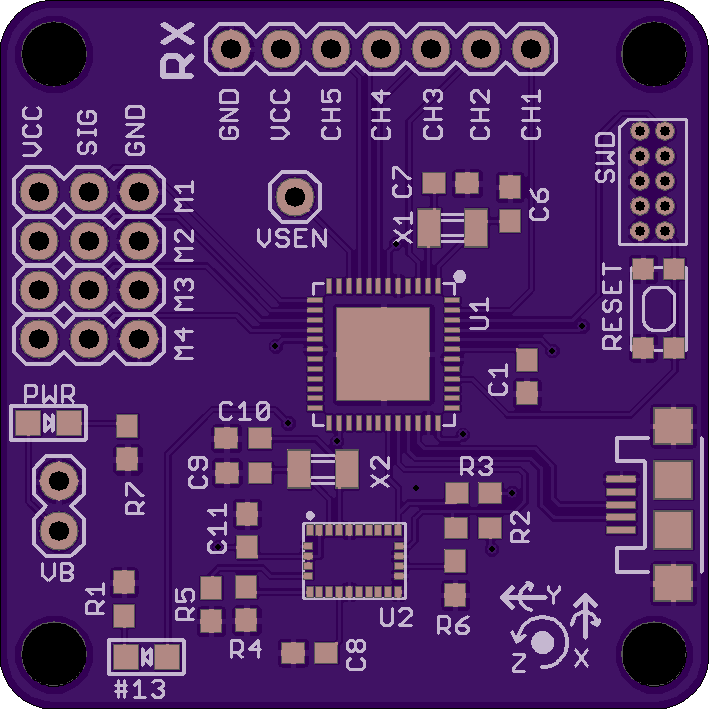 RX
GND VCC CH5 CH4 CH3 CH2 CH1
VCC SIG GND
M1
M2
M3
M4
VSEN
C7
C6
X1
SWD
RESET
U1
C1
PWR
C10
C9
X2
R3
R7
C11
R2
VB
R1
R5
R4
U2
R6
C8
#13
Y
Z
X